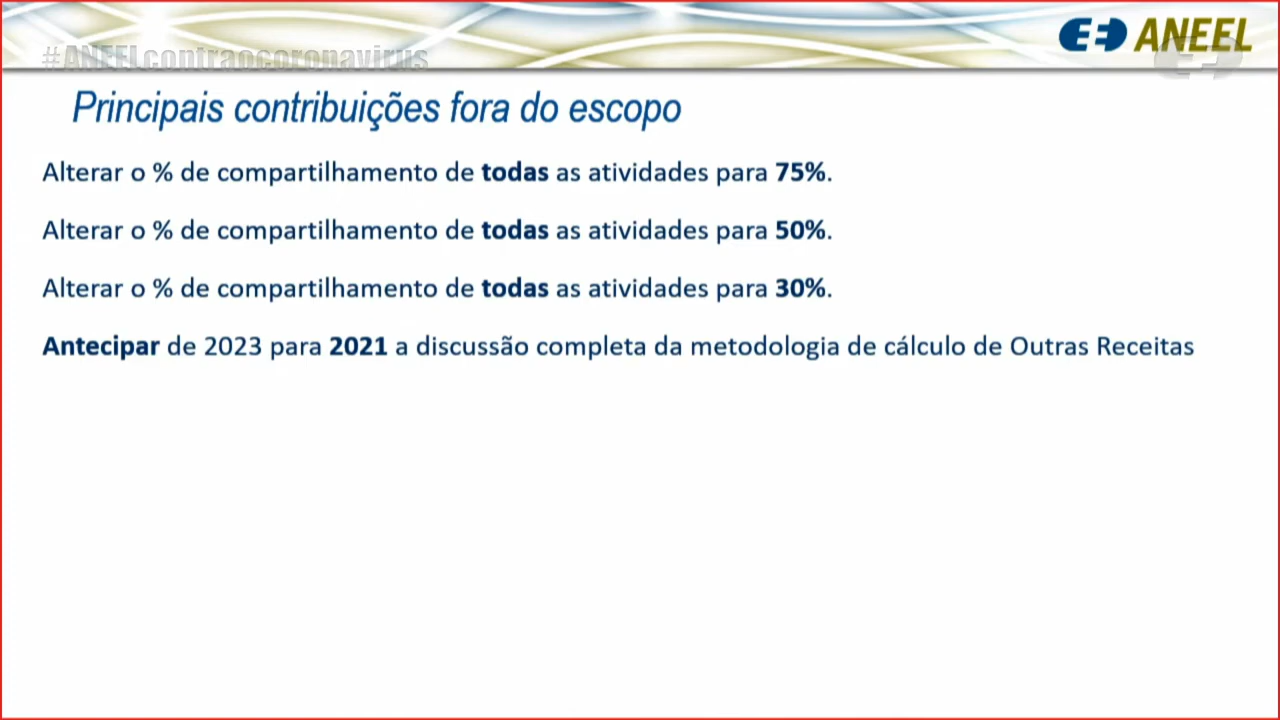 #ANEELcontraocoronavirus
ANEEL
Principais contribuições fora do escopo
Alterar o % de compartilhamento de todas as atividades para 75%.
Alterar o % de compartilhamento de todas as atividades para 50%.
Alterar o % de compartilhamento de todas as atividades para 30%.
Antecipar de 2023 para 2021 a discussão completa da metodologia de cálculo de Outras Receitas